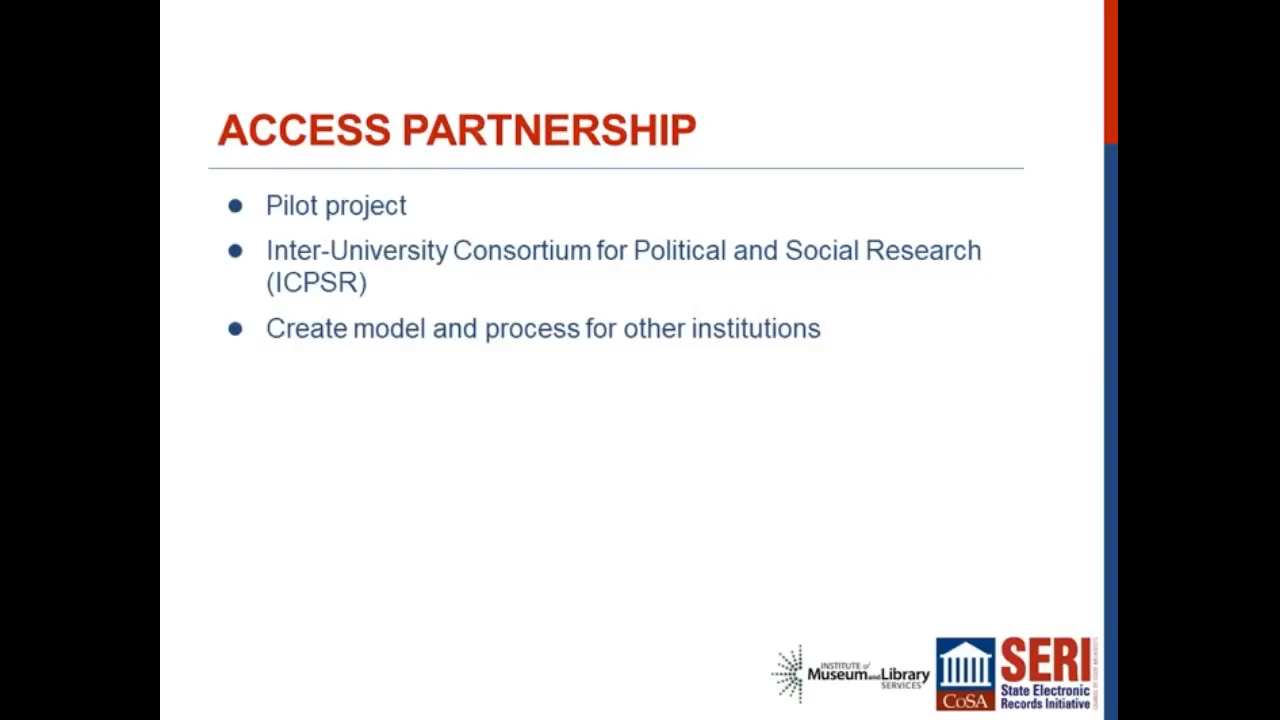 ACCESS PARTNERSHIP
Pilot project
Inter-University Consortium for Political and Social Research
(ICPSR)
Create model and process for other institutions
INSTITUTE of
Museum and Library
SERVICES
CoSA
SERI
State Electronic
Records Initiative